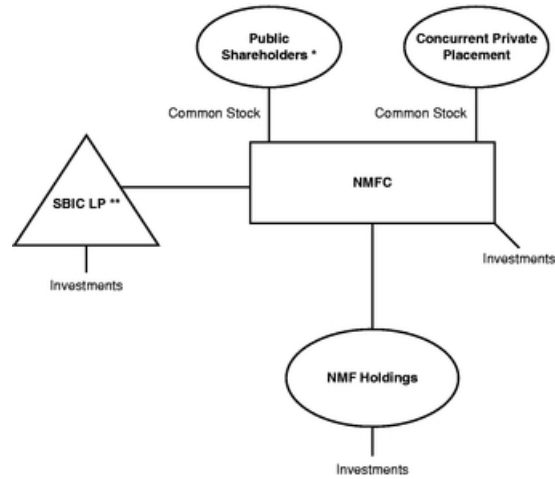 Public
Shareholders *
Concurrent Private
Placement
Common Stock
Common Stock
NMFC
SBIC LP **
Investments
Investments
NMF Holdings
Investments